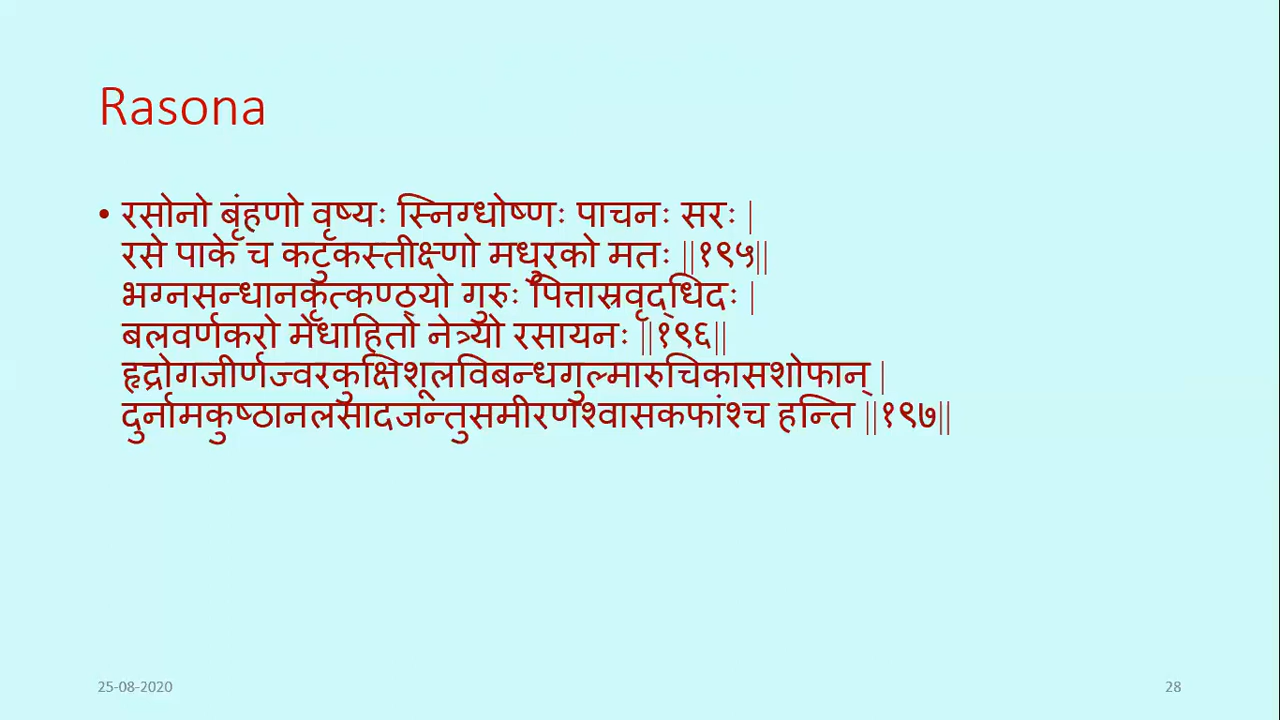 Rasona
• रसोनो बृंहणो वृष्यः स्निग्धोष्णः पाचनः सरः |
रसे पाके च कटुकस्तीक्ष्णो मधुरको मतः ||१९५||
भग्नसन्धानकृत्कण्ठ्यो गुरुः पित्तास्रवृद्धिदः |
बलवर्णकरो मेधाहितो नेत्र्यो रसायनः ||१९६||
हृद्रोगजीर्णज्वरकुक्षिशूलविबन्धगुल्मारुचिकासशोफान् |
दुर्नामकुष्ठानलसादजन्तुसमीरणश्वासकफांश्च हन्ति ||१९७||
25-08-2020
28